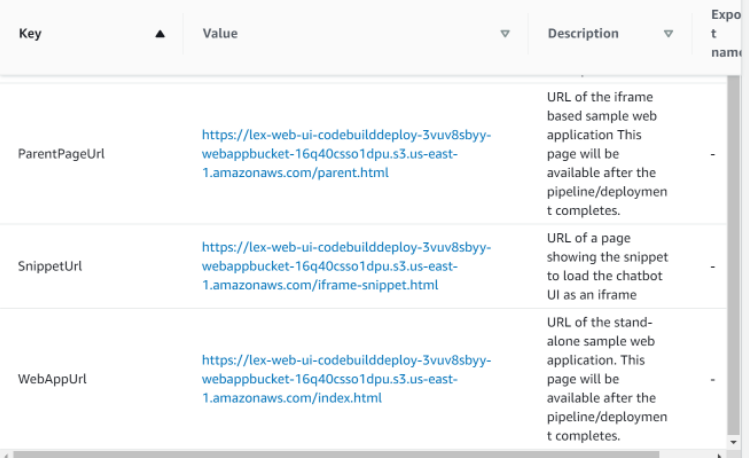 Key ▲ Value ▽ Description ▽ Expo
t
name
URL of the iframe
based sample web
application This
page will be
available after the
pipeline/deploymen
t completes.
ParentPageUrl
https://lex-web-ui-codebuilddeploy-3vuv8sbyy-
webappbucket-16q40csso1dpu.s3.us-east-
1.amazonaws.com/parent.html
-
URL of a page
showing the snippet
to load the chatbot
UI as an iframe
SnippetUrl
https://lex-web-ui-codebuilddeploy-3vuv8sbyy-
webappbucket-16q40csso1dpu.s3.us-east-
1.amazonaws.com/iframe-snippet.html
-
URL of the stand-
alone sample web
application. This
page will be
available after the
pipeline/deploymen
t completes.
WebAppUrl
https://lex-web-ui-codebuilddeploy-3vuv8sbyy-
webappbucket-16q40csso1dpu.s3.us-east-
1.amazonaws.com/index.html
-